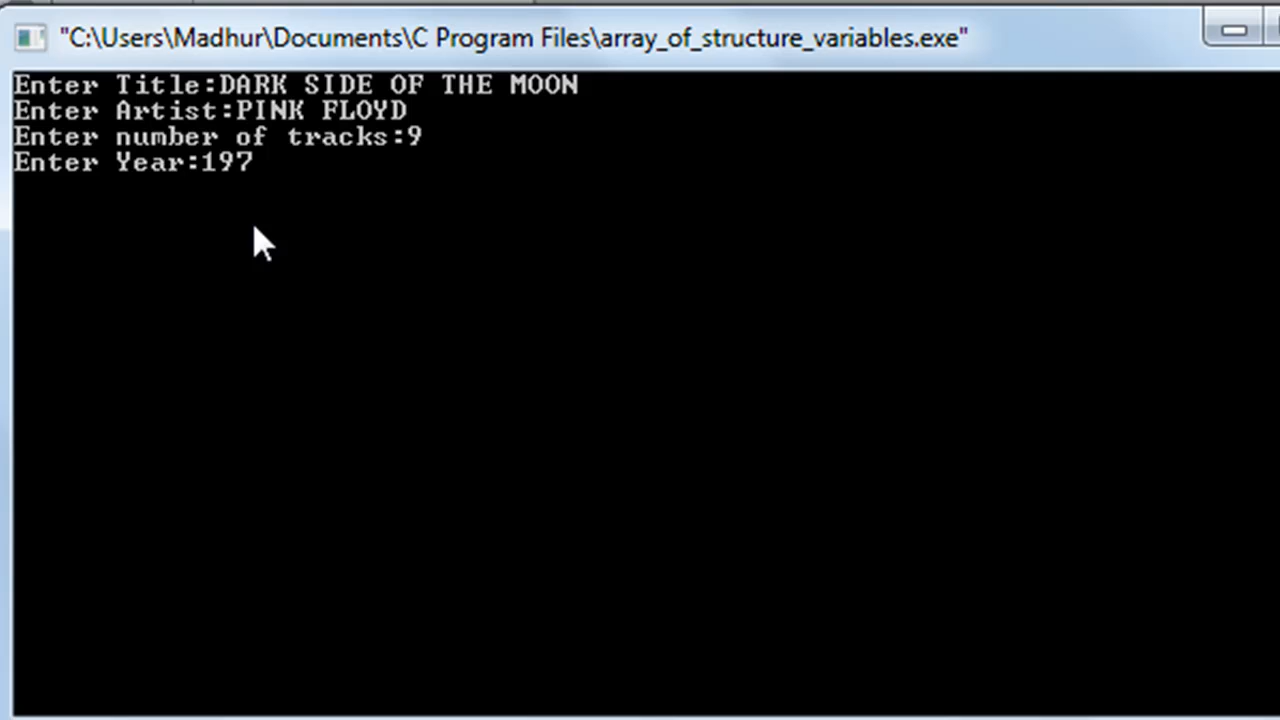 "C:\Users\Madhur\Documents\C Program Files\array_of_structure_variables.exe"
Enter Title:DARK SIDE OF THE MOON
Enter Artist:PINK FLOYD
Enter number of tracks:9
Enter Year:197